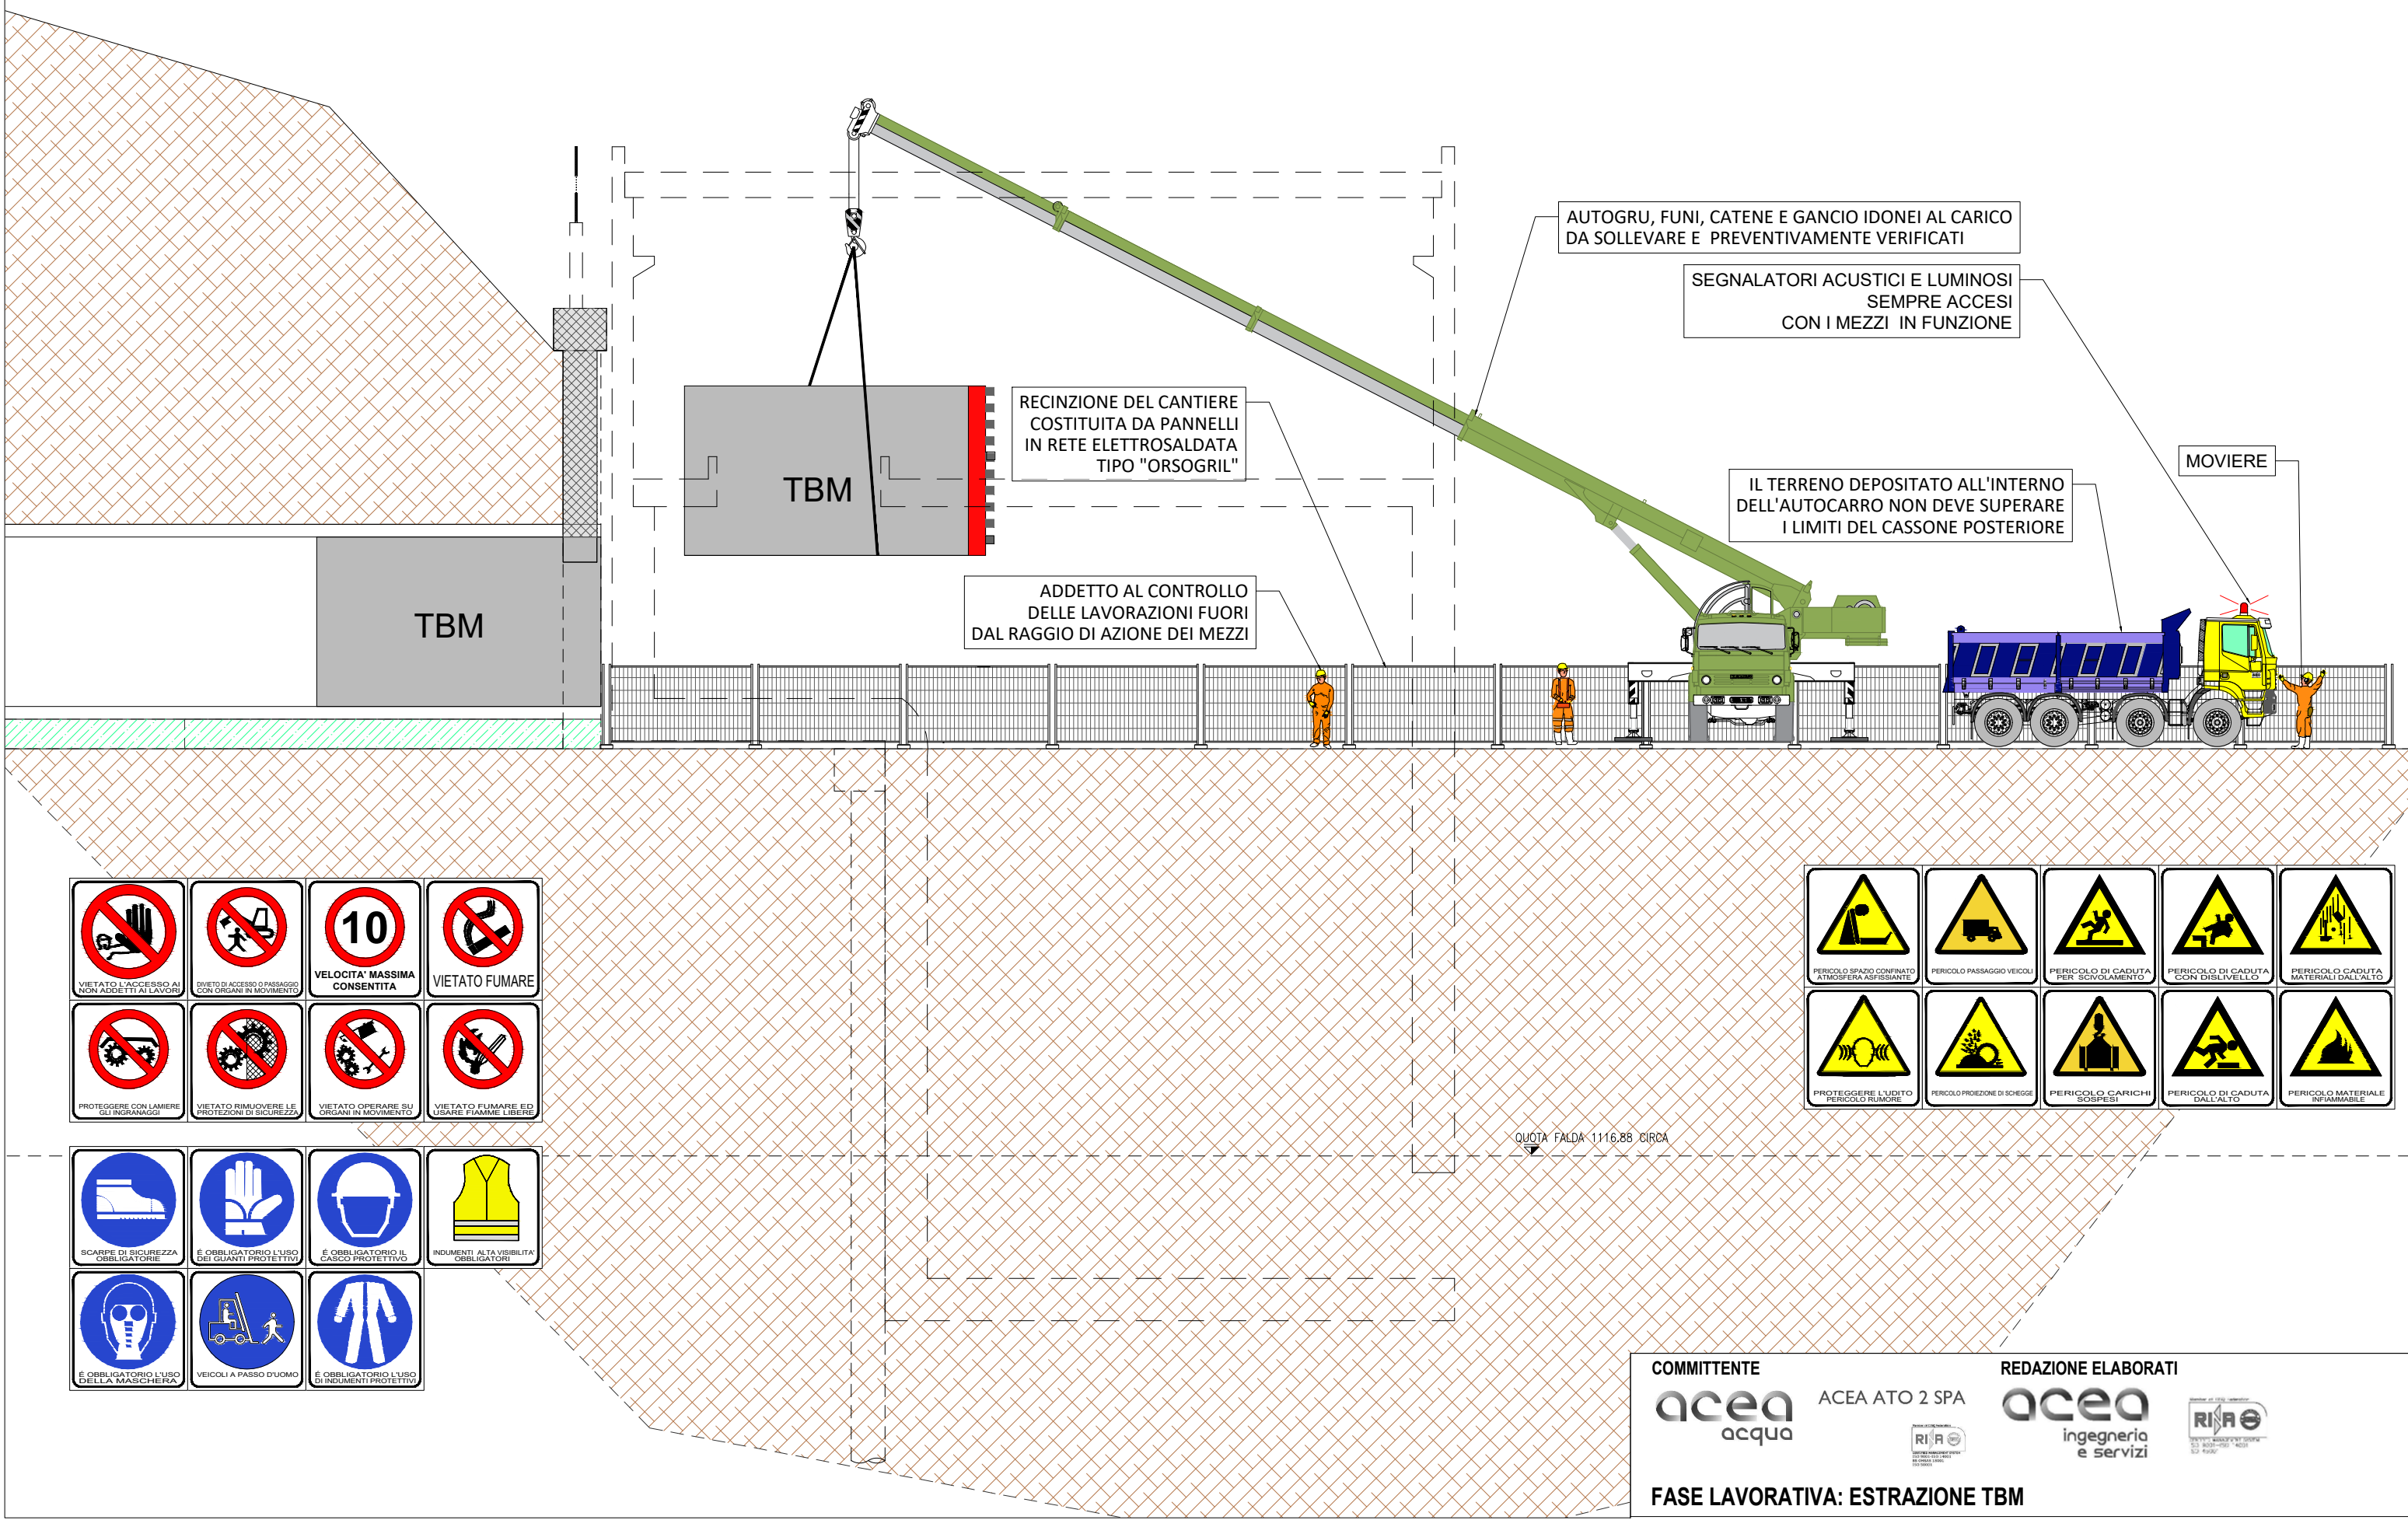 AUTOGRU, FUNI, CATENE E GANCIO IDONEI AL CARICO
DA SOLLEVARE E PREVENTIVAMENTE VERIFICATI
SEGNALATORI ACUSTICI E LUMINOSI
SEMPRE ACCESI
CON I MEZZI IN FUNZIONE
RECINZIONE DEL CANTIERE
COSTITUITA DA PANNELLI
IN RETE ELETTROSALDATA
TIPO "ORSOGRIL"
MOVIERE
IL TERRENO DEPOSITATO ALL'INTERNO
DELL'AUTOCARRO NON DEVE SUPERARE
I LIMITI DEL CASSONE POSTERIORE
TBM
ADDETTO AL CONTROLLO
DELLE LAVORAZIONI FUORI
DAL RAGGIO DI AZIONE DEI MEZZI
TBM
VIETATO L'ACCESSO AI
NON ADDETTI AI LAVORI
DIVIETO DI ACCESSO O PASSAGGIO
CON ORGANI IN MOVIMENTO
10
VELOCITA' MASSIMA
CONSENTITA
VIETATO FUMARE
PROTEGGERE CON LAMIERE
GLI INGRANAGGI
VIETATO RIMUOVERE LE
PROTEZIONI DI SICUREZZA
VIETATO OPERARE SU
ORGANI IN MOVIMENTO
VIETATO FUMARE ED
USARE FIAMME LIBERE
PERICOLO SPAZIO CONFINATO
ATMOSFERA ASFISSIANTE
PERICOLO PASSAGGIO VEICOLI
PERICOLO DI CADUTA
PER SCIVOLAMENTO
PERICOLO DI CADUTA
CON DISLIVELLO
PERICOLO CADUTA
MATERIALI DALL'ALTO
PROTEGGERE L'UDITO
PERICOLO RUMORE
PERICOLO PROIEZIONE DI SCHEGGE
PERICOLO CARICHI
SOSPESI
PERICOLO DI CADUTA
DALL'ALTO
PERICOLO MATERIALE
INFIAMMABILE
QUOTA FALDA 1116.88 CIRCA
SCARPE DI SICUREZZA
OBBLIGATORIE
È OBBLIGATORIO L'USO
DEI GUANTI PROTETTIVI
È OBBLIGATORIO IL
CASCO PROTETTIVO
INDUMENTI ALTA VISIBILITA'
OBBLIGATORI
È OBBLIGATORIO L'USO
DELLA MASCHERA
VEICOLI A PASSO D'UOMO
È OBBLIGATORIO L'USO
DI INDUMENTI PROTETTIVI
COMMITTENTE
acea
acqua
ACEA ATO 2 SPA
RINA
REDAZIONE ELABORATI
acea
ingegneria
e servizi
RINA
FASE LAVORATIVA: ESTRAZIONE TBM